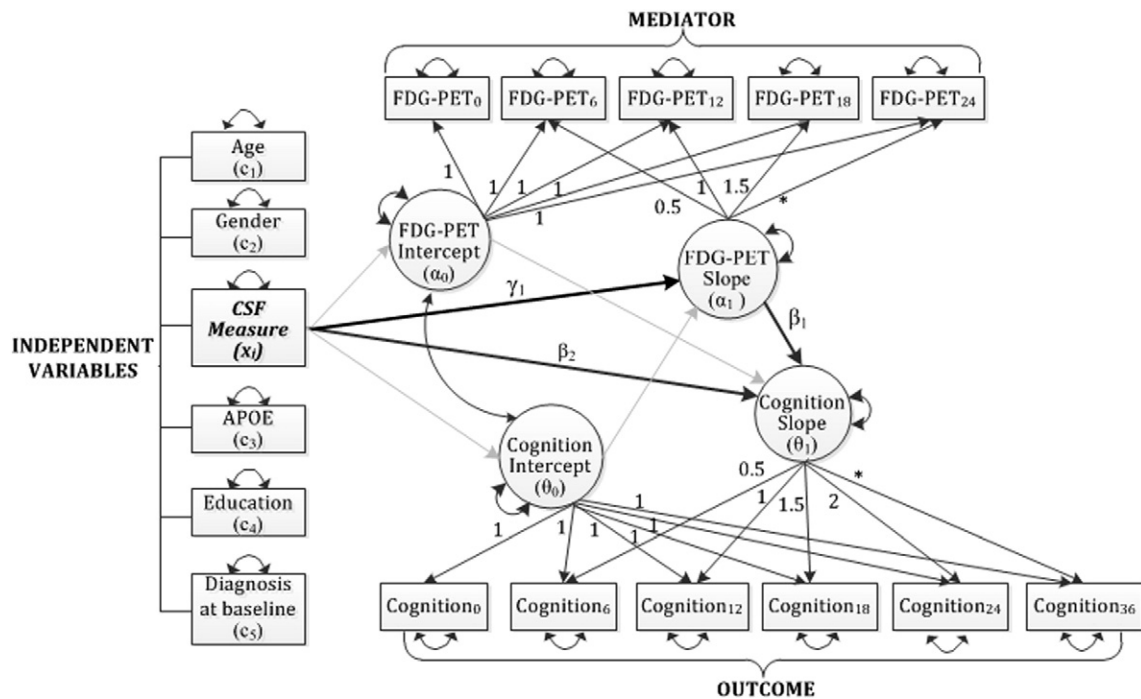 MEDIATOR
FDG-PET₀
FDG-PET₆
FDG-PET₁₂
FDG-PET₁₈
FDG-PET₂₄
1
1
1
1
1
0.5
1
1.5
*
INDEPENDENT
VARIABLES
Age
(c₁)
Gender
(c₂)
CSF
Measure
(xᵢ)
APOE
(c₃)
Education
(c₄)
Diagnosis
at baseline
(c₅)
FDG-PET
Intercept
(α₀)
FDG-PET
Slope
(α₁)
γ₁
β₁
β₂
Cognition
Intercept
(θ₀)
Cognition
Slope
(θ₁)
0.5
1
1.5
2
*
1
1
1
1
1
1
Cognition₀
Cognition₆
Cognition₁₂
Cognition₁₈
Cognition₂₄
Cognition₃₆
OUTCOME